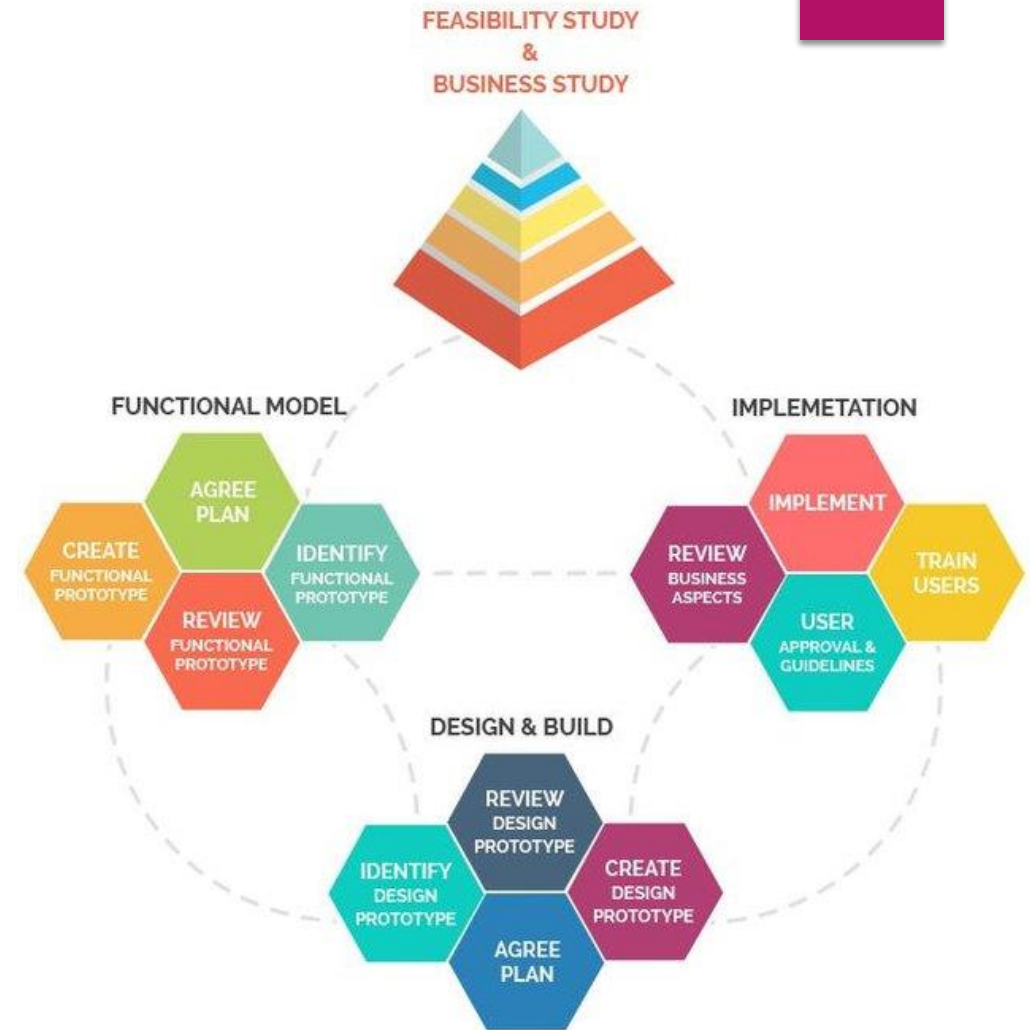 FEASIBILITY STUDY
&
BUSINESS STUDY
FUNCTIONAL MODEL
AGREE
PLAN
CREATE
FUNCTIONAL
PROTOTYPE
IDENTIFY
FUNCTIONAL
PROTOTYPE
REVIEW
FUNCTIONAL
PROTOTYPE
IMPLEMETATION
IMPLEMENT
REVIEW
BUSINESS
ASPECTS
TRAIN
USERS
USER
APPROVAL &
GUIDELINES
DESIGN & BUILD
REVIEW
DESIGN
PROTOTYPE
IDENTIFY
DESIGN
PROTOTYPE
CREATE
DESIGN
PROTOTYPE
AGREE
PLAN